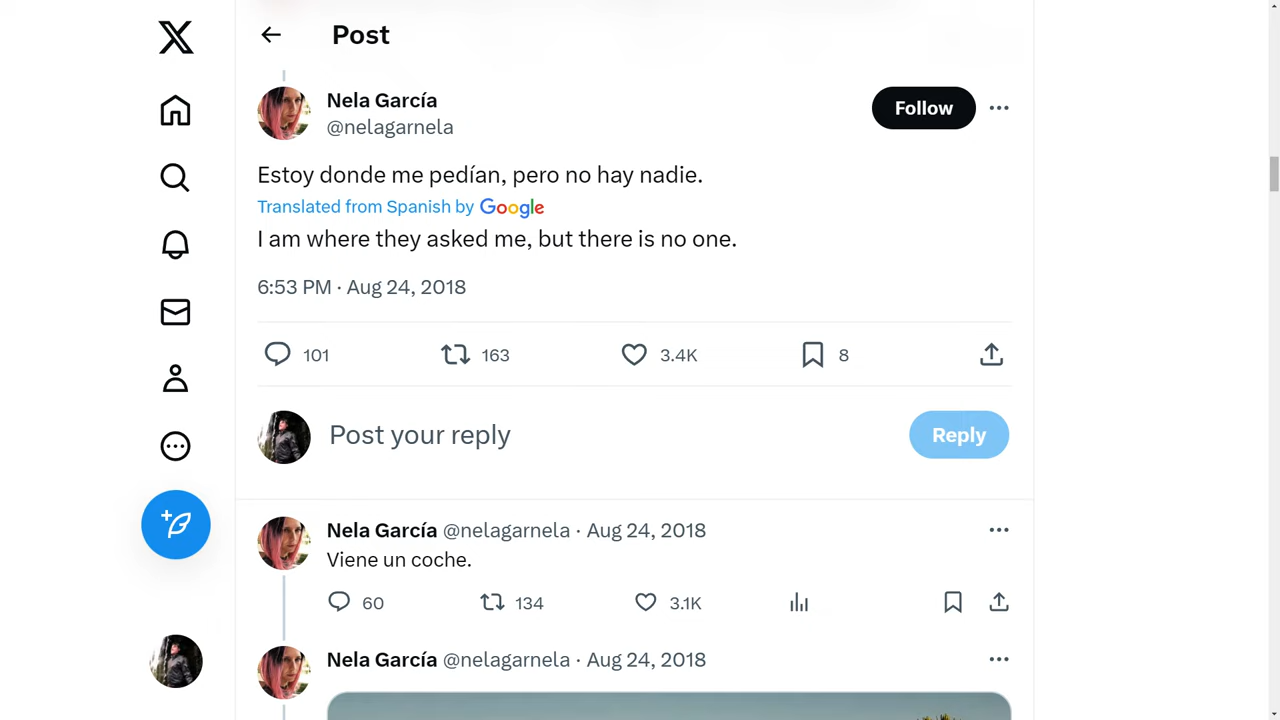 Post
Nela García
@nelagarnela
Follow
Estoy donde me pedían, pero no hay nadie.
Translated from Spanish by Google
I am where they asked me, but there is no one.
6:53 PM · Aug 24, 2018
101 163 3.4K 8
Post your reply
Reply
Nela García @nelagarnela · Aug 24, 2018
Viene un coche.
60 134 3.1K
Nela García @nelagarnela · Aug 24, 2018